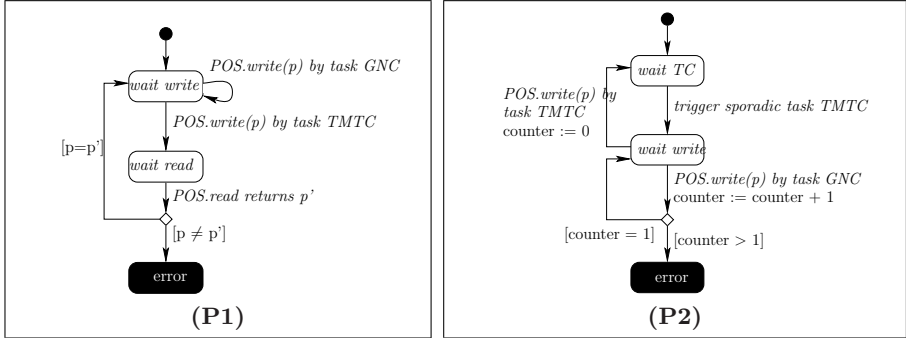 POS.write(p) by task GNC
wait write
POS.write(p) by task TMTC
[p=p']
wait read
POS.read returns p'
[p ≠ p']
error
(P1)
wait TC
POS.write(p) by
task TMTC
counter := 0
trigger sporadic task TMTC
wait write
POS.write(p) by task GNC
counter := counter + 1
[counter = 1]
[counter > 1]
error
(P2)